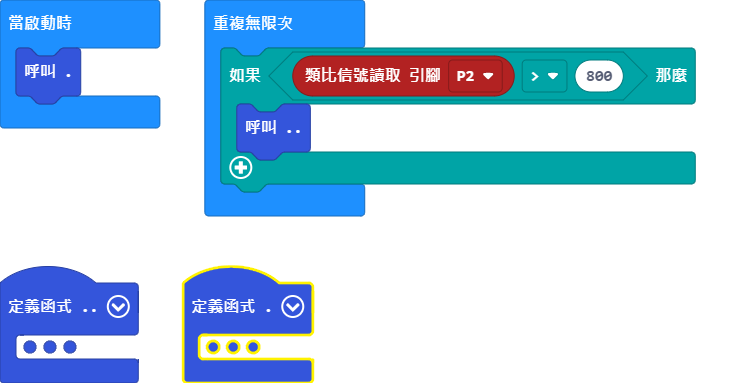 當啟動時
呼叫 .
重複無限次
如果 類比信號讀取 引腳 P2 > 800 那麼
呼叫 ..
定義函式 ..
定義函式 .